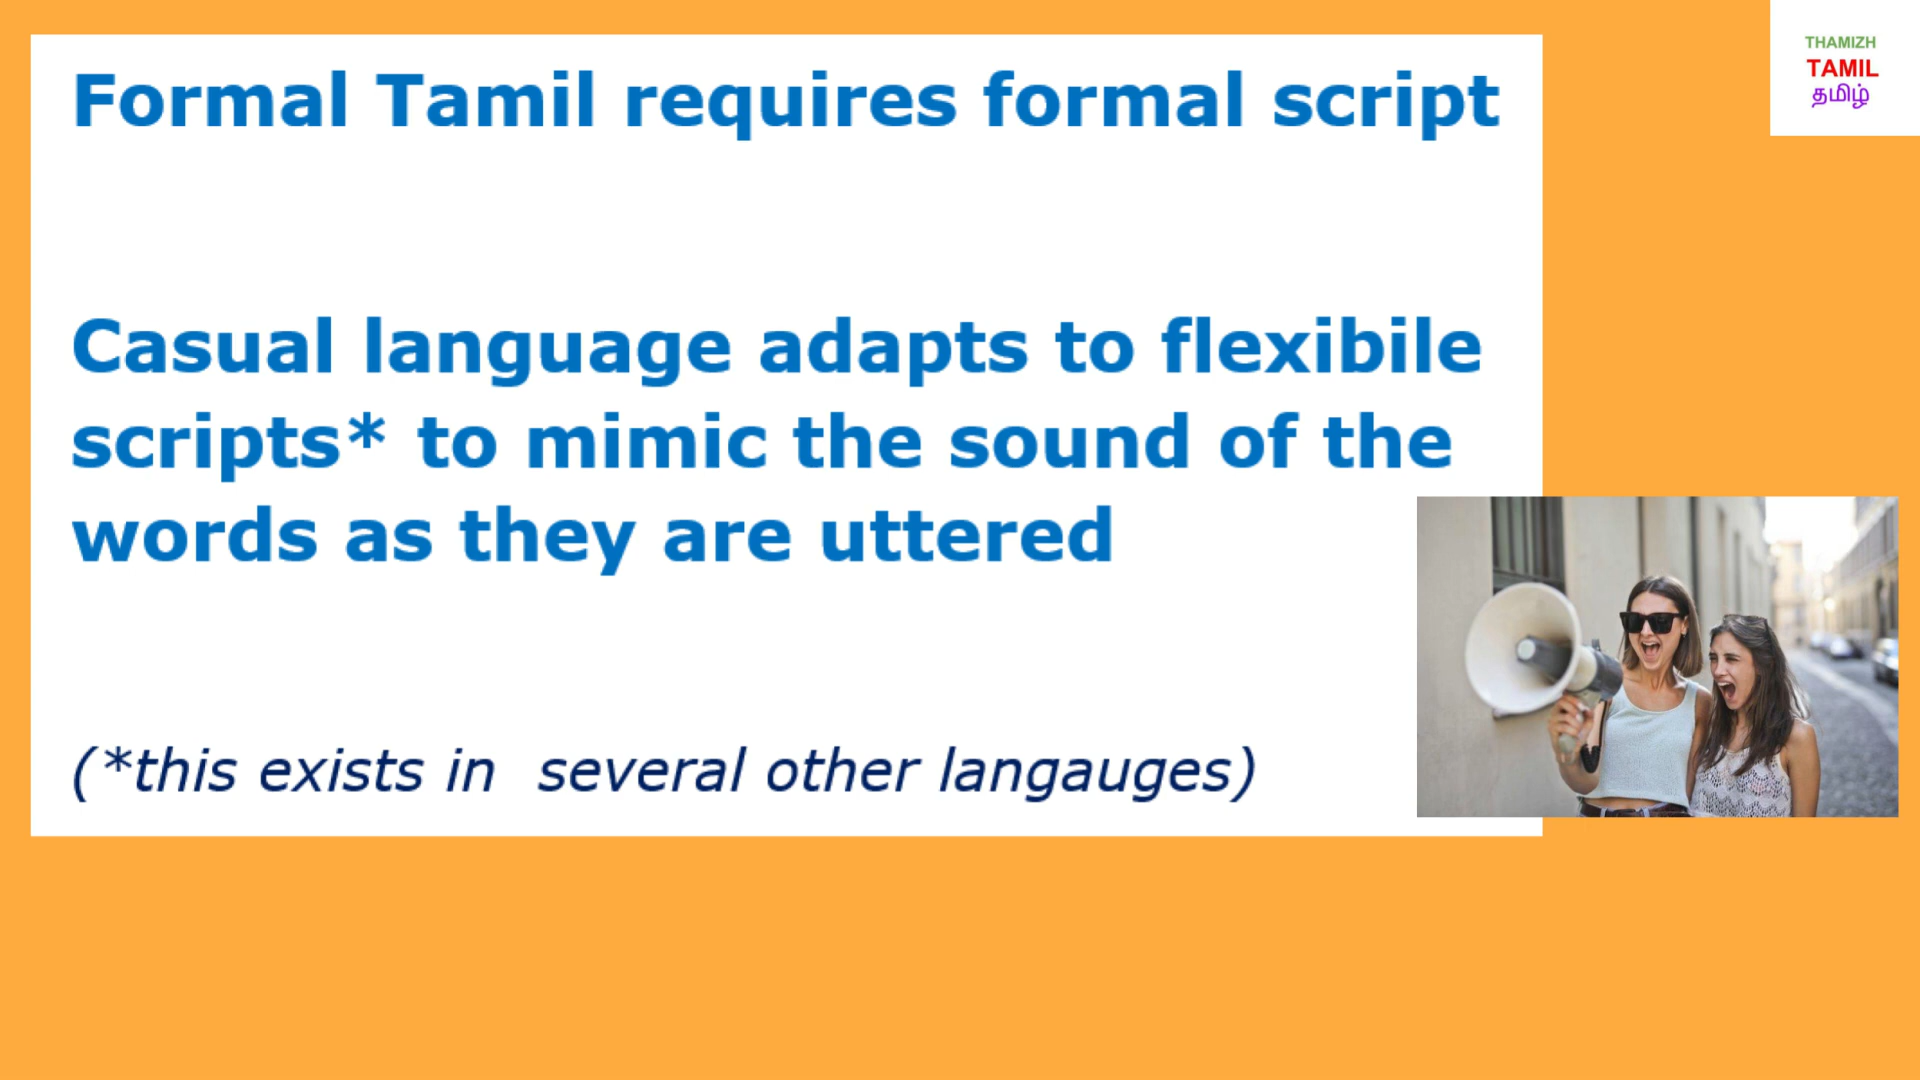 Formal Tamil requires formal script
Casual language adapts to flexibile
scripts* to mimic the sound of the
words as they are uttered
(*this exists in  several other langauges)
THAMIZH
TAMIL
தமிழ்